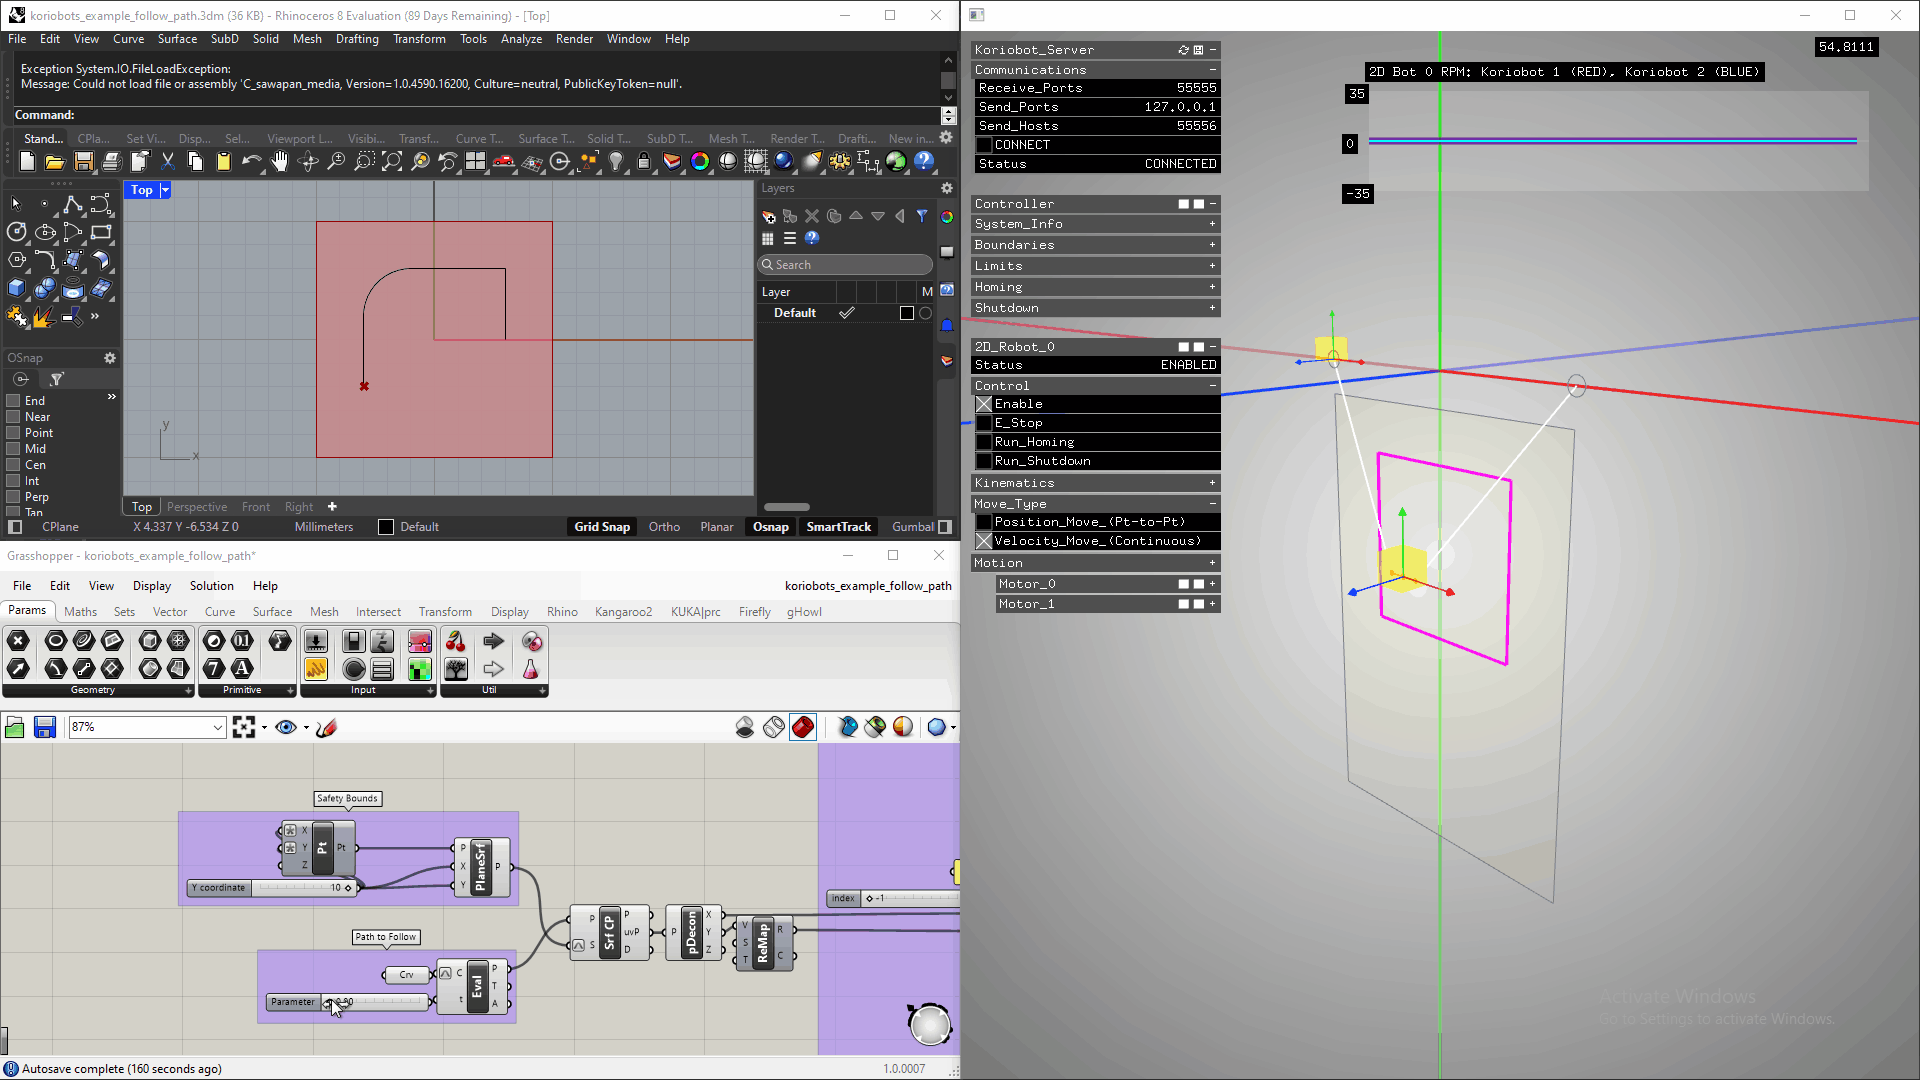 koriobots_example_follow_path.3dm (36 KB) - Rhinoceros 8 Evaluation (89 Days Remaining) - [Top]
File Edit View Curve Surface SubD Solid Mesh Drafting Transform Tools Analyze Render Window Help
Exception System.IO.FileLoadException:
Message: Could not load file or assembly 'C_sawapan_media, Version=1.0.4590.16200, Culture=neutral, PublicKeyToken=null'.
Command:
Stand... CPla... Set Vi... Disp... Sel... Viewport L... Visibi... Transf... Curve T... Surface T... Solid T... SubD T... Mesh T... Render T... Drafti... New in...
Top
y
x
OSnap
End
Near
Point
Mid
Cen
Int
Perp
Tan
Layers
Search
Layer M
Default
Top Perspective Front Right
CPlane X 4.337 Y -6.534 Z 0 Millimeters Default Grid Snap Ortho Planar Osnap SmartTrack Gumbal
Grasshopper - koriobots_example_follow_path*
File Edit View Display Solution Help koriobots_example_follow_path
Params Maths Sets Vector Curve Surface Mesh Intersect Transform Display Rhino Kangaroo2 KUKA|prc Firefly gHowl
Geometry Primitive Input Util
87%
Safety Bounds
X
Y
Z
Pt
Pt
Y coordinate 10
P
X
Y
PlaneSrf
P
Path to Follow
Crv
Parameter
C
t
Eval
P
T
A
P
S
Srf CP
P
uvP
D
P
pDecon
X
Y
Z
V
S
T
ReMap
R
C
index -1
Autosave complete (160 seconds ago) 1.0.0007
Koriobot_Server
Communications
Receive_Ports 55555
Send_Ports 127.0.0.1
Send_Hosts 55556
CONNECT
Status CONNECTED
Controller
System_Info
Boundaries
Limits
Homing
Shutdown
2D_Robot_0
Status ENABLED
Control
Enable
E_Stop
Run_Homing
Run_Shutdown
Kinematics
Move_Type
Position_Move_(Pt-to-Pt)
Velocity_Move_(Continuous)
Motion
Motor_0
Motor_1
54.8111
2D Bot 0 RPM: Koriobot 1 (RED), Koriobot 2 (BLUE)
35
0
-35
Activate Windows
Go to Settings to activate Windows.